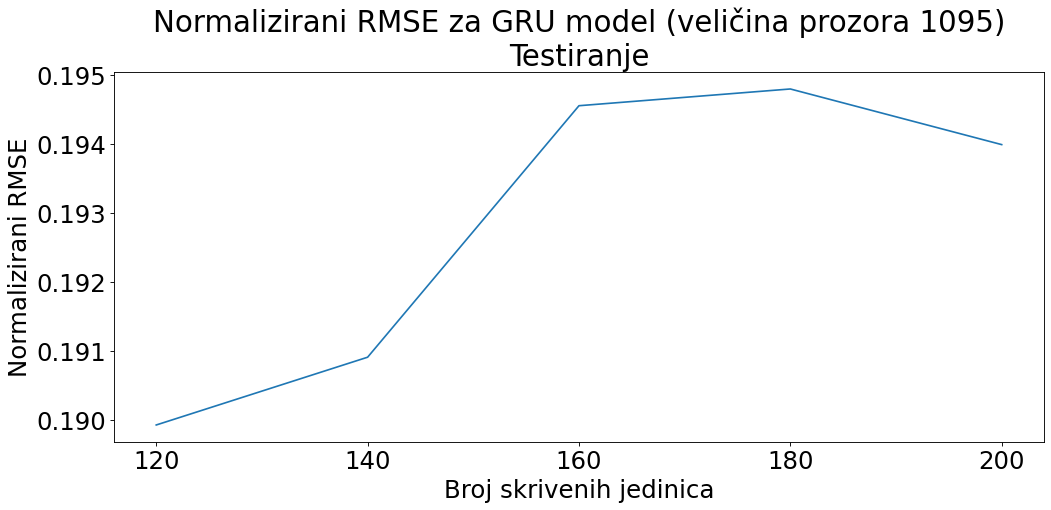 Normalizirani RMSE za GRU model (veličina prozora 1095)
Testiranje
Normalizirani RMSE
0.195
0.194
0.193
0.192
0.191
0.190
120 140 160 180 200
Broj skrivenih jedinica